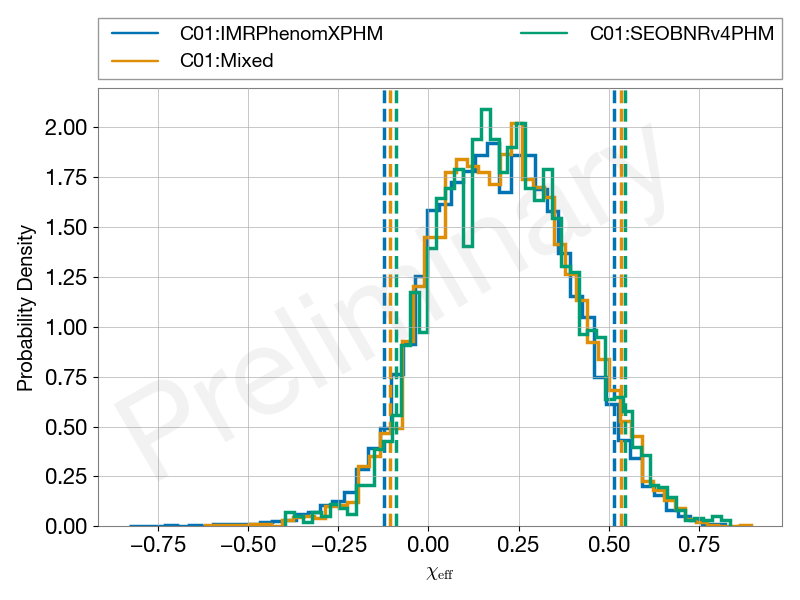 C01:IMRPhenomXPHM C01:SEOBNRv4PHM
C01:Mixed
2.00
1.75
1.50
1.25
1.00
0.75
0.50
0.25
0.00
Probability Density
Preliminary
−0.75 −0.50 −0.25 0.00 0.25 0.50 0.75
χeff